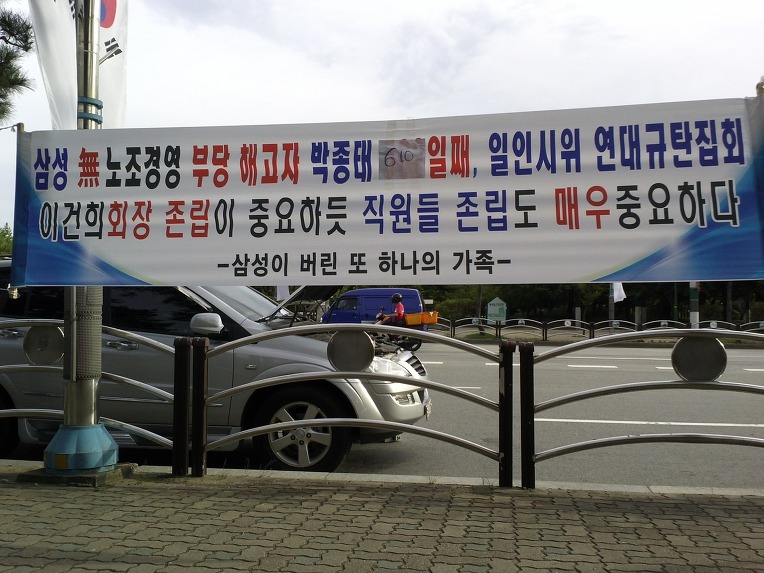 삼성 無 노조경영 부당 해고자 박종태 610 일째, 일인시위 연대규탄집회
이건희회장 존립이 중요하듯 직원들 존립도 매우중요하다
-삼성이 버린 또 하나의 가족-